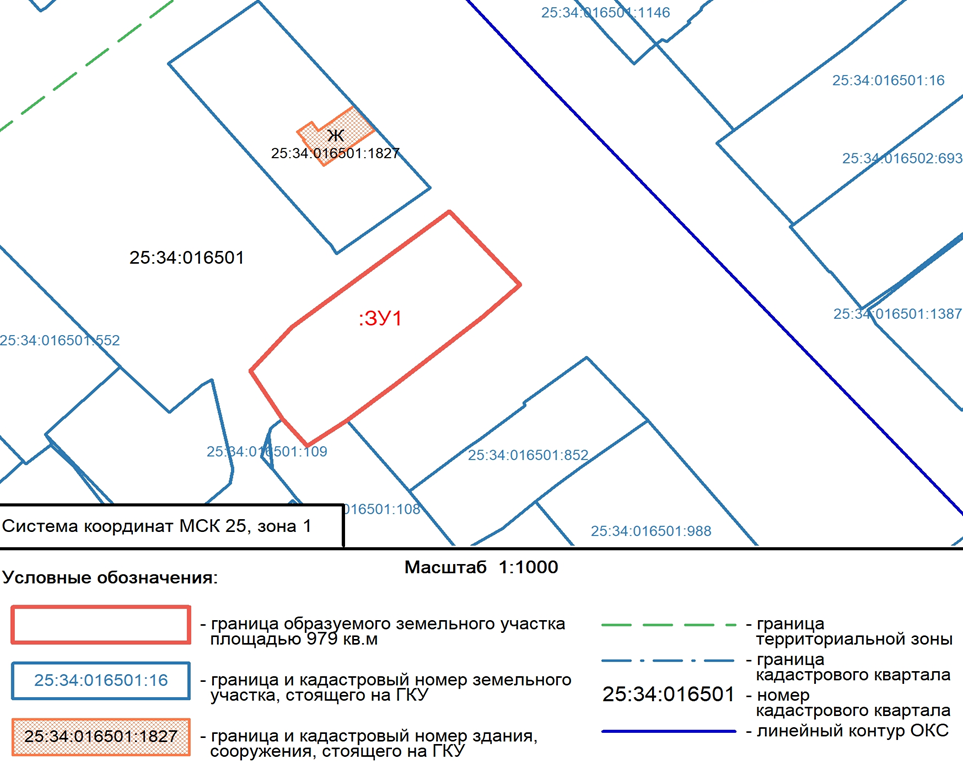 25:34:016501:1146
25:34:016501:16
Ж
25:34:016501:1827
25:34:016502:693
25:34:016501
:ЗУ1
25:34:016501:1387
25:34:016501:552
25:34:016501:109
25:34:016501:852
016501:108
25:34:016501:988
Система координат МСК 25, зона 1
Масштаб 1:1000
Условные обозначения:
- граница образуемого земельного участка
площадью 979 кв.м
25:34:016501:16
- граница и кадастровый номер земельного
участка, стоящего на ГКУ
25:34:016501:1827
- граница и кадастровый номер здания,
сооружения, стоящего на ГКУ
- граница
территориальной зоны
- граница
кадастрового квартала
25:34:016501 - номер
кадастрового квартала
- линейный контур ОКС